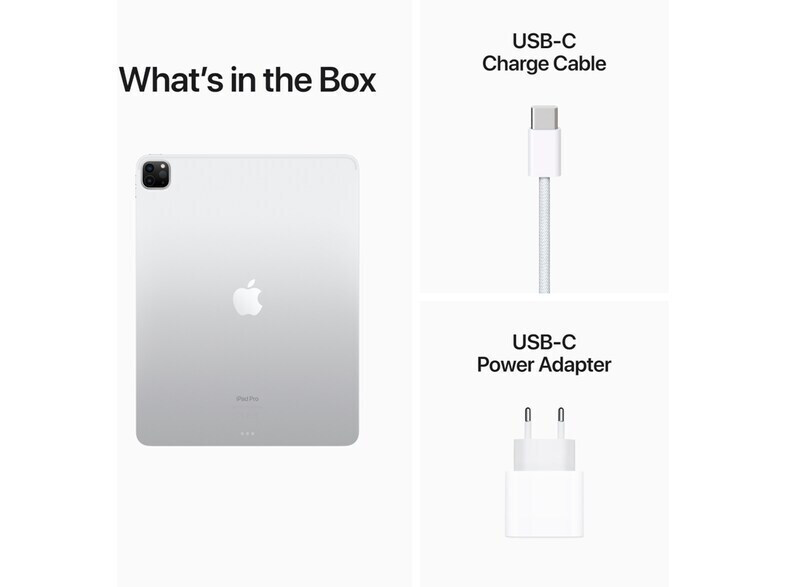 What's in the Box
iPad Pro
USB-C
Charge Cable
USB-C
Power Adapter